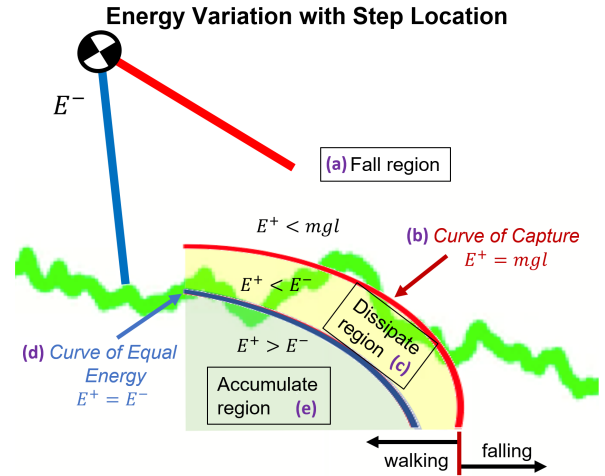 Energy Variation with Step Location
E⁻
(a) Fall region
E⁺ < mgl
(b) Curve of Capture
E⁺ = mgl
E⁺ < E⁻
Dissipate
region (c)
(d) Curve of Equal
Energy
E⁺ = E⁻
E⁺ > E⁻
Accumulate
region (e)
walking
falling